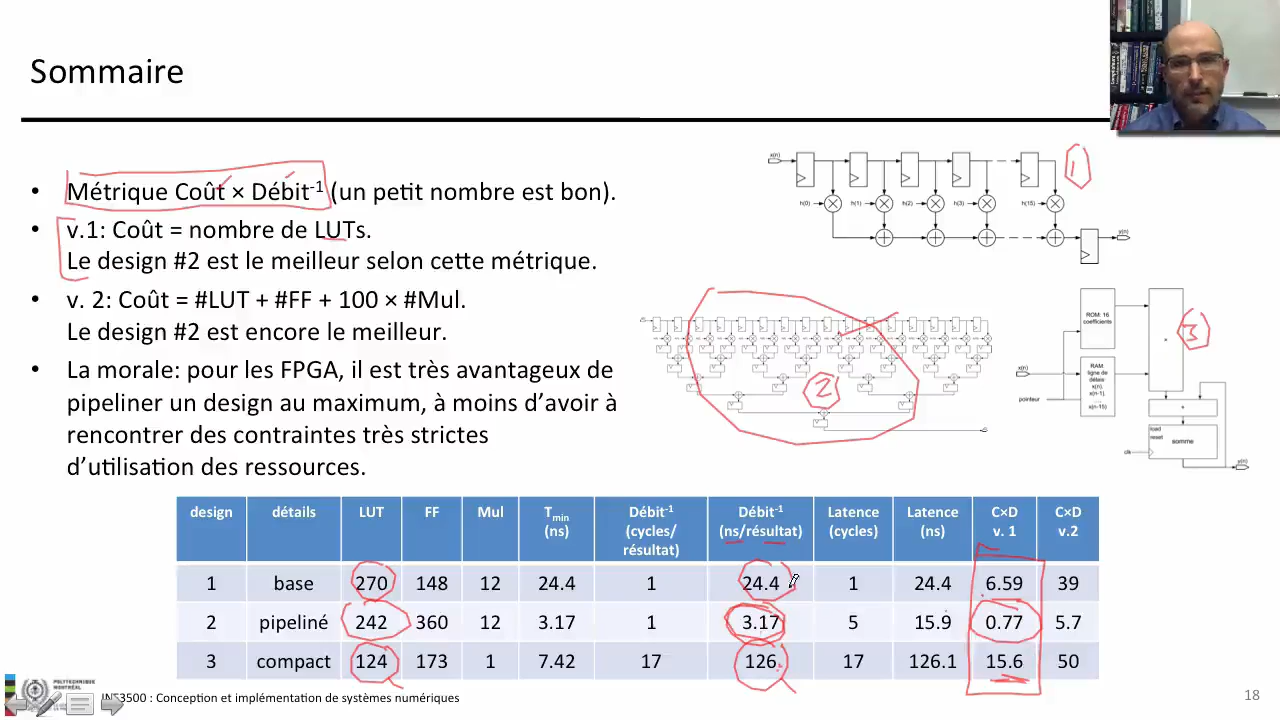 Sommaire
• Métrique Coût × Débit⁻¹ (un petit nombre est bon).
• v.1: Coût = nombre de LUTs.
Le design #2 est le meilleur selon cette métrique.
• v. 2: Coût = #LUT + #FF + 100 × #Mul.
Le design #2 est encore le meilleur.
• La morale: pour les FPGA, il est très avantageux de
pipeliner un design au maximum, à moins d'avoir à
rencontrer des contraintes très strictes
d'utilisation des ressources.
x(n)
h(0) h(1) h(2) h(3) h(15)
y(n)
1
2
3
ROM: 16
coefficients
x(n)
RAM
ligne de
délais
x(n),
x(n-1),
...
x(n-15)
pointeur
×
+
load
reset
somme
clk
y(n)
design détails LUT FF Mul Tmin (ns) Débit⁻¹ (cycles/ résultat) Débit⁻¹ (ns/résultat) Latence (cycles) Latence (ns) C×D v. 1 C×D v.2
1 base 270 148 12 24.4 1 24.4 1 24.4 6.59 39
2 pipeliné 242 360 12 3.17 1 3.17 5 15.9 0.77 5.7
3 compact 124 173 1 7.42 17 126. 17 126.1 15.6 50
POLYTECHNIQUE
MONTRÉAL
INF3500 : Conception et implémentation de systèmes numériques
18